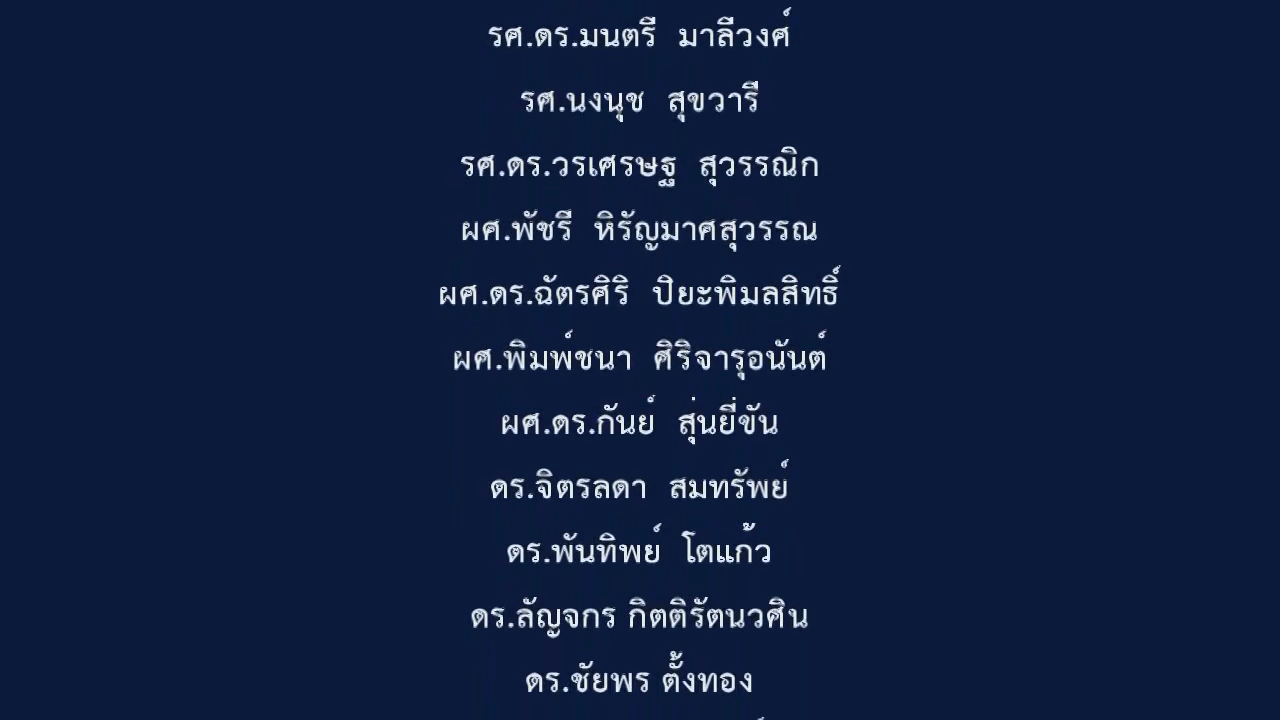 รศ.ดร.มนตรี มาลีวงศ์
รศ.นงนุช สุขวารี
รศ.ดร.วรเศรษฐ สุวรรณิก
ผศ.พัชรี หิรัญมาศสุวรรณ
ผศ.ดร.ฉัตรศิริ ปิยะพิมลสิทธิ์
ผศ.พิมพ์ชนา ศิริจารุอนันต์
ผศ.ดร.กันย์ สุ่นยี่ขัน
ดร.จิตรลดา สมทรัพย์
ดร.พันทิพย์ โตแก้ว
ดร.ลัญจกร กิตติรัตนวศิน
ดร.ชัยพร ตั้งทอง